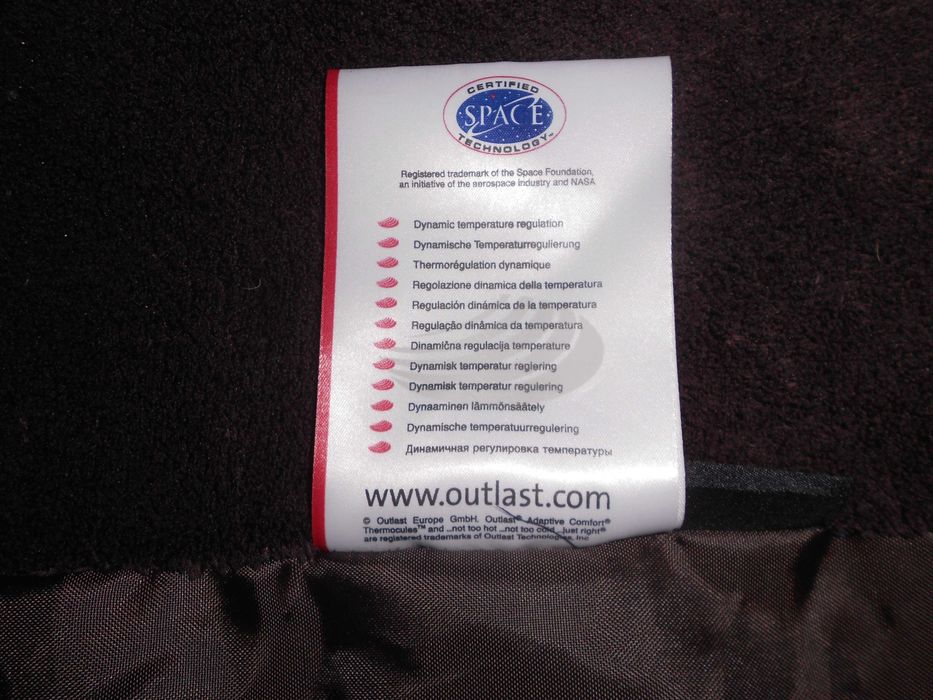 CERTIFIED
SPACE
TECHNOLOGY™
Registered trademark of the Space Foundation,
an initiative of the aerospace industry and NASA
Dynamic temperature regulation
Dynamische Temperaturregulierung
Thermorégulation dynamique
Regolazione dinamica della temperatura
Regulación dinámica de la temperatura
Regulação dinâmica da temperatura
Dinamična regulacija temperature
Dynamisk temperatur reglering
Dynamisk temperatur regulering
Dynaaminen lämmönsäätely
Dynamische temperatuurregulering
Динамичная регулировка температуры
www.outlast.com
© Outlast Europe GmbH. Outlast® Adaptive Comfort®
Thermocules™ and ...not too hot ...not too cold ...just right®
are registered trademarks of Outlast Technologies, Inc